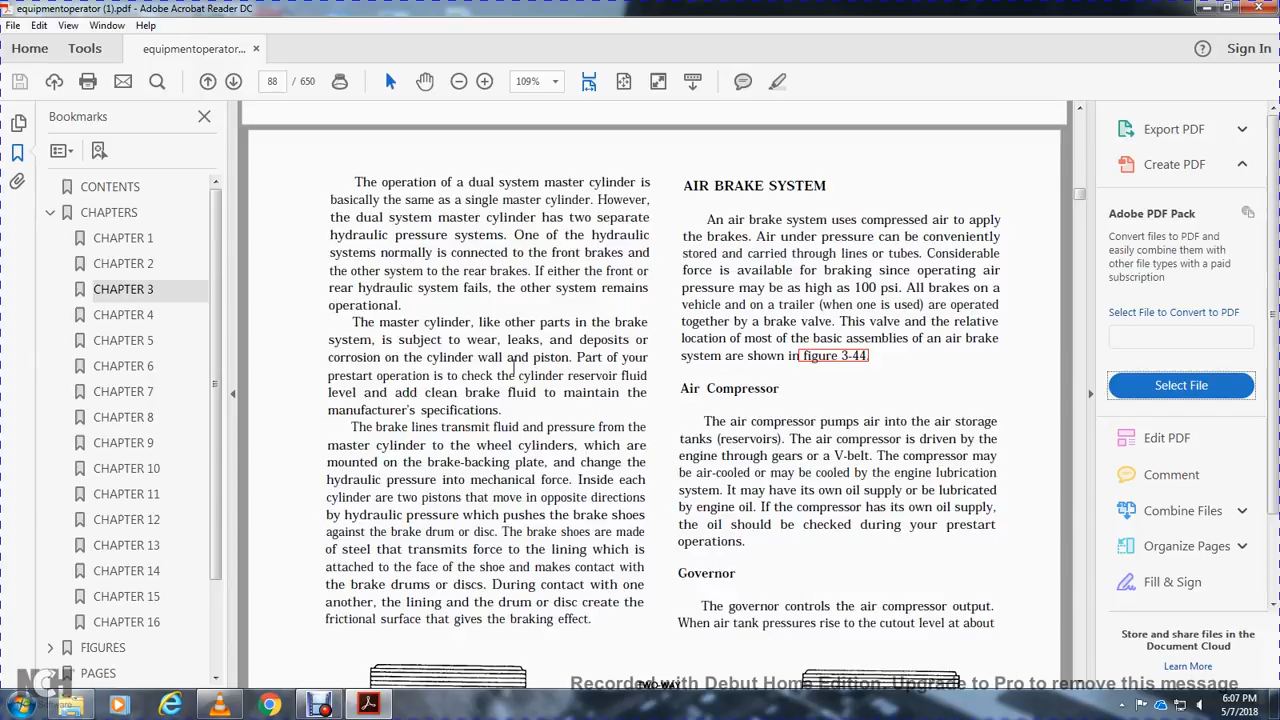 equipmentoperator (1).pdf - Adobe Acrobat Reader DC
File Edit View Window Help
Home Tools equipmentoperator... × Sign In
88 / 650 109%
Bookmarks
CONTENTS
CHAPTERS
CHAPTER 1
CHAPTER 2
CHAPTER 3
CHAPTER 4
CHAPTER 5
CHAPTER 6
CHAPTER 7
CHAPTER 8
CHAPTER 9
CHAPTER 10
CHAPTER 11
CHAPTER 12
CHAPTER 13
CHAPTER 14
CHAPTER 15
CHAPTER 16
FIGURES
PAGES
The operation of a dual system master cylinder is
basically the same as a single master cylinder. However,
the dual system master cylinder has two separate
hydraulic pressure systems. One of the hydraulic
systems normally is connected to the front brakes and
the other system to the rear brakes. If either the front or
rear hydraulic system fails, the other system remains
operational.
The master cylinder, like other parts in the brake
system, is subject to wear, leaks, and deposits or
corrosion on the cylinder wall and piston. Part of your
prestart operation is to check the cylinder reservoir fluid
level and add clean brake fluid to maintain the
manufacturer's specifications.
The brake lines transmit fluid and pressure from the
master cylinder to the wheel cylinders, which are
mounted on the brake-backing plate, and change the
hydraulic pressure into mechanical force. Inside each
cylinder are two pistons that move in opposite directions
by hydraulic pressure which pushes the brake shoes
against the brake drum or disc. The brake shoes are made
of steel that transmits force to the lining which is
attached to the face of the shoe and makes contact with
the brake drums or discs. During contact with one
another, the lining and the drum or disc create the
frictional surface that gives the braking effect.
AIR BRAKE SYSTEM
An air brake system uses compressed air to apply
the brakes. Air under pressure can be conveniently
stored and carried through lines or tubes. Considerable
force is available for braking since operating air
pressure may be as high as 100 psi. All brakes on a
vehicle and on a trailer (when one is used) are operated
together by a brake valve. This valve and the relative
location of most of the basic assemblies of an air brake
system are shown in figure 3-44.
Air Compressor
The air compressor pumps air into the air storage
tanks (reservoirs). The air compressor is driven by the
engine through gears or a V-belt. The compressor may
be air-cooled or may be cooled by the engine lubrication
system. It may have its own oil supply or be lubricated
by engine oil. If the compressor has its own oil supply,
the oil should be checked during your prestart
operations.
Governor
The governor controls the air compressor output.
When air tank pressures rise to the cutout level at about
TWO-WAY
Export PDF
Create PDF
Adobe PDF Pack
Convert files to PDF and
easily combine them with
other file types with a paid
subscription
Select File to Convert to PDF
Select File
Edit PDF
Comment
Combine Files
Organize Pages
Fill & Sign
Store and share files in the
Document Cloud
Learn More
NCH
Software
Recorded with Debut Home Edition. Upgrade to Pro to remove this message
6:07 PM
5/7/2018